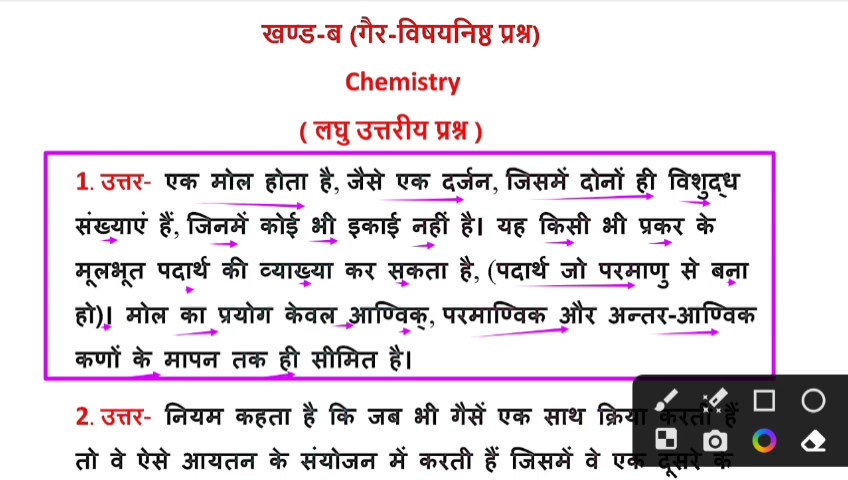 खण्ड-ब (गैर-विषयनिष्ठ प्रश्न)
Chemistry
( लघु उत्तरीय प्रश्न )
1. उत्तर- एक मोल होता है, जैसे एक दर्जन, जिसमें दोनों ही विशुद्ध
संख्याएं हैं, जिनमें कोई भी इकाई नहीं है। यह किसी भी प्रकर के
मूलभूत पदार्थ की व्याख्या कर सकता है, (पदार्थ जो परमाणु से बना
हो)। मोल का प्रयोग केवल आण्विक, परमाण्विक और अन्तर-आण्विक
कणों के मापन तक ही सीमित है।
2. उत्तर- नियम कहता है कि जब भी गैसें एक साथ क्रिया करती हैं
तो वे ऐसे आयतन के संयोजन में करती हैं जिसमें वे एक दूसरे के